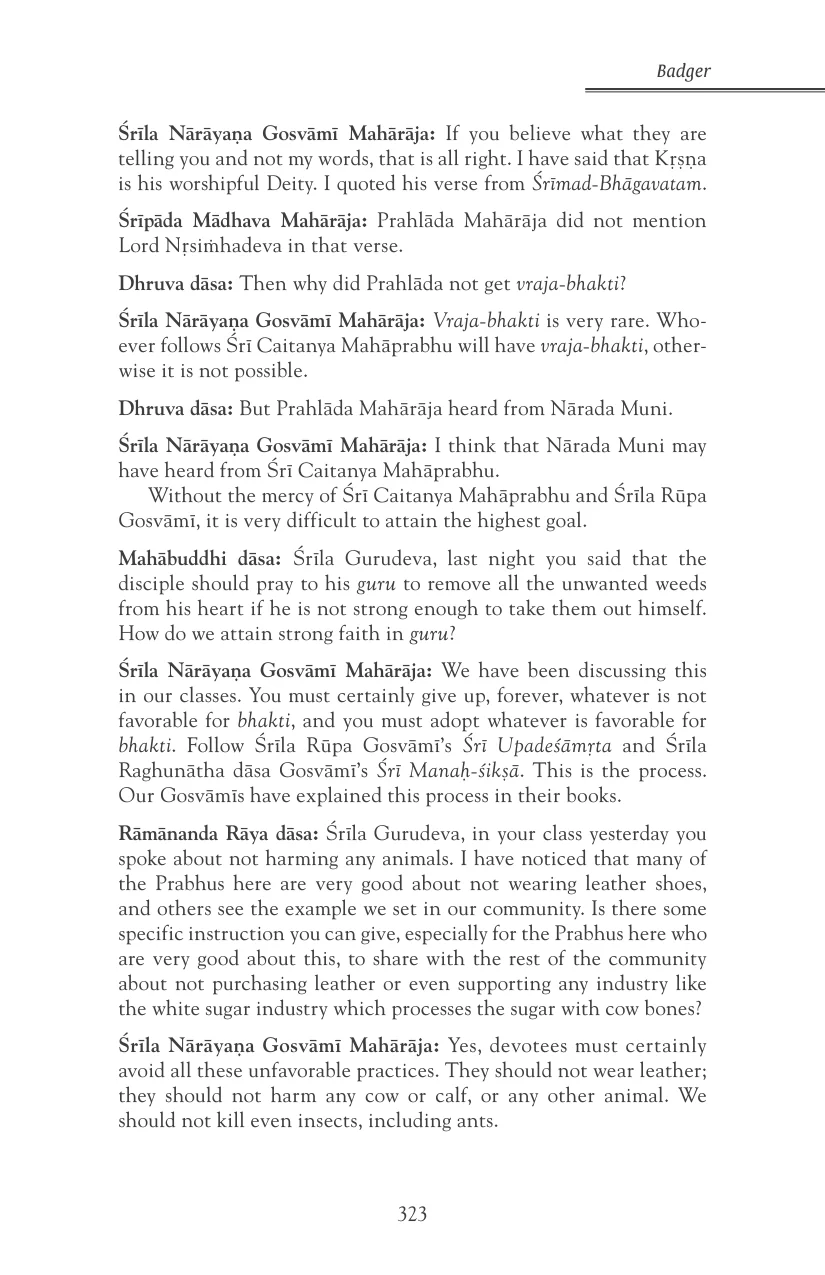 Badger
Śrīla Nārāyaṇa Gosvāmī Mahārāja: If you believe what they are
telling you and not my words, that is all right. I have said that Kṛṣṇa
is his worshipful Deity. I quoted his verse from Śrīmad-Bhāgavatam.
Śrīpāda Mādhava Mahārāja: Prahlāda Mahārāja did not mention
Lord Nṛsiṁhadeva in that verse.
Dhruva dāsa: Then why did Prahlāda not get vraja-bhakti?
Śrīla Nārāyaṇa Gosvāmī Mahārāja: Vraja-bhakti is very rare. Who-
ever follows Śrī Caitanya Mahāprabhu will have vraja-bhakti, other-
wise it is not possible.
Dhruva dāsa: But Prahlāda Mahārāja heard from Nārada Muni.
Śrīla Nārāyaṇa Gosvāmī Mahārāja: I think that Nārada Muni may
have heard from Śrī Caitanya Mahāprabhu.
Without the mercy of Śrī Caitanya Mahāprabhu and Śrīla Rūpa
Gosvāmī, it is very difficult to attain the highest goal.
Mahābuddhi dāsa: Śrīla Gurudeva, last night you said that the
disciple should pray to his guru to remove all the unwanted weeds
from his heart if he is not strong enough to take them out himself.
How do we attain strong faith in guru?
Śrīla Nārāyaṇa Gosvāmī Mahārāja: We have been discussing this
in our classes. You must certainly give up, forever, whatever is not
favorable for bhakti, and you must adopt whatever is favorable for
bhakti. Follow Śrīla Rūpa Gosvāmī’s Śrī Upadeśāmṛta and Śrīla
Raghunātha dāsa Gosvāmī’s Śrī Manaḥ-śikṣā. This is the process.
Our Gosvāmīs have explained this process in their books.
Rāmānanda Rāya dāsa: Śrīla Gurudeva, in your class yesterday you
spoke about not harming any animals. I have noticed that many of
the Prabhus here are very good about not wearing leather shoes,
and others see the example we set in our community. Is there some
specific instruction you can give, especially for the Prabhus here who
are very good about this, to share with the rest of the community
about not purchasing leather or even supporting any industry like
the white sugar industry which processes the sugar with cow bones?
Śrīla Nārāyaṇa Gosvāmī Mahārāja: Yes, devotees must certainly
avoid all these unfavorable practices. They should not wear leather;
they should not harm any cow or calf, or any other animal. We
should not kill even insects, including ants.
323